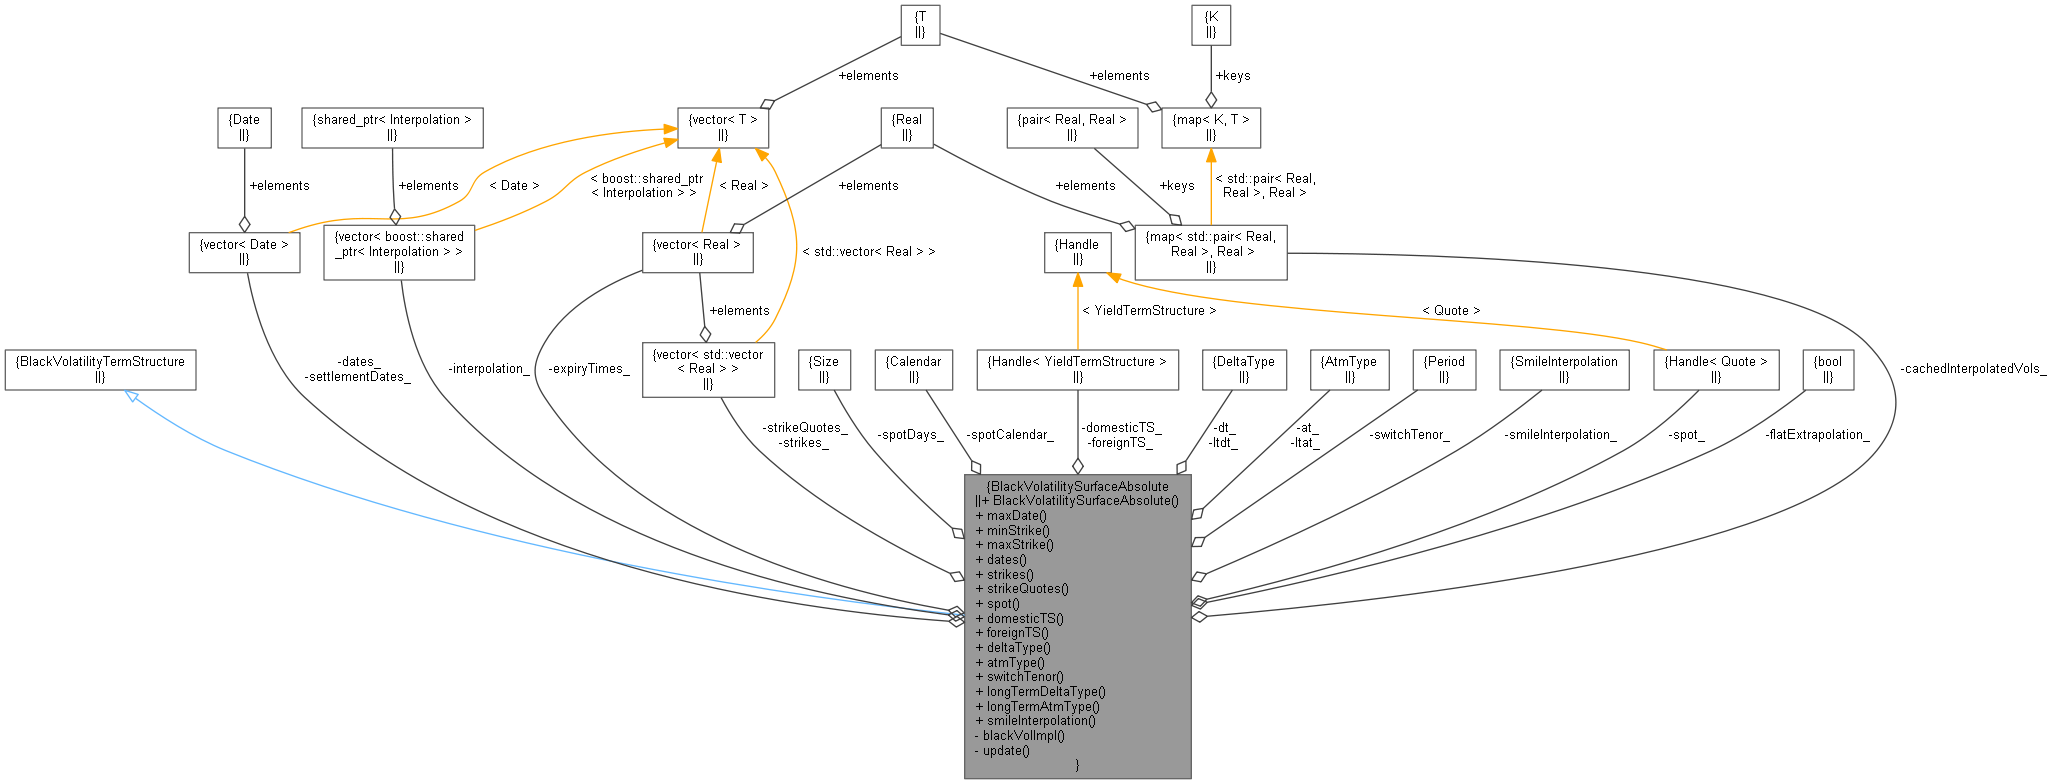 {T
||}
{K
||}
+elements
+elements
+keys
{Date
||}
{shared_ptr< Interpolation >
||}
{vector< T >
||}
{Real
||}
{pair< Real, Real >
||}
{map< K, T >
||}
+elements
+elements
< Date >
< boost::shared_ptr
< Interpolation > >
< Real >
+elements
+elements
+keys
< std::pair< Real,
Real >, Real >
{vector< Date >
||}
{vector< boost::shared
_ptr< Interpolation > >
||}
{vector< Real >
||}
< std::vector< Real > >
{Handle
||}
{map< std::pair< Real,
Real >, Real >
||}
+elements
< YieldTermStructure >
< Quote >
{BlackVolatilityTermStructure
||}
-dates_
-settlementDates_
-interpolation_
-expiryTimes_
{vector< std::vector
< Real > >
||}
{Size
||}
{Calendar
||}
{Handle< YieldTermStructure >
||}
{DeltaType
||}
{AtmType
||}
{Period
||}
{SmileInterpolation
||}
{Handle< Quote >
||}
{bool
||}
-cachedInterpolatedVols_
-strikeQuotes_
-strikes_
-spotDays_
-spotCalendar_
-domesticTS_
-foreignTS_
-dt_
-ltdt_
-at_
-ltat_
-switchTenor_
-smileInterpolation_
-spot_
-flatExtrapolation_
{BlackVolatilitySurfaceAbsolute
||+ BlackVolatilitySurfaceAbsolute()
+ maxDate()
+ minStrike()
+ maxStrike()
+ dates()
+ strikes()
+ strikeQuotes()
+ spot()
+ domesticTS()
+ foreignTS()
+ deltaType()
+ atmType()
+ switchTenor()
+ longTermDeltaType()
+ longTermAtmType()
+ smileInterpolation()
- blackVolImpl()
- update()
}